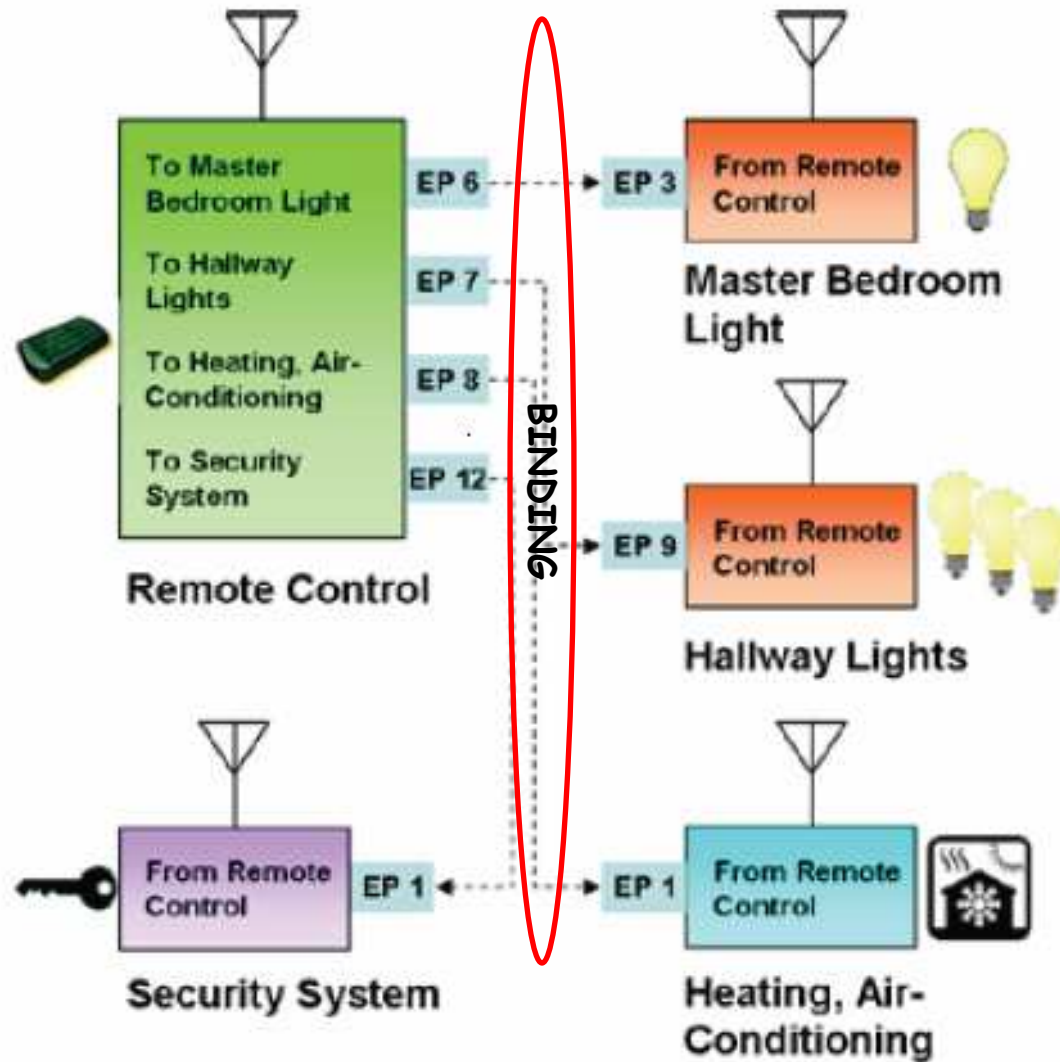 To Master
Bedroom Light
EP 6
To Hallway
Lights
EP 7
To Heating, Air-
Conditioning
EP 8
To Security
System
EP 12
Remote Control
BINDING
EP 3
From Remote
Control
Master Bedroom
Light
EP 9
From Remote
Control
Hallway Lights
From Remote
Control
EP 1
Security System
EP 1
From Remote
Control
Heating, Air-
Conditioning